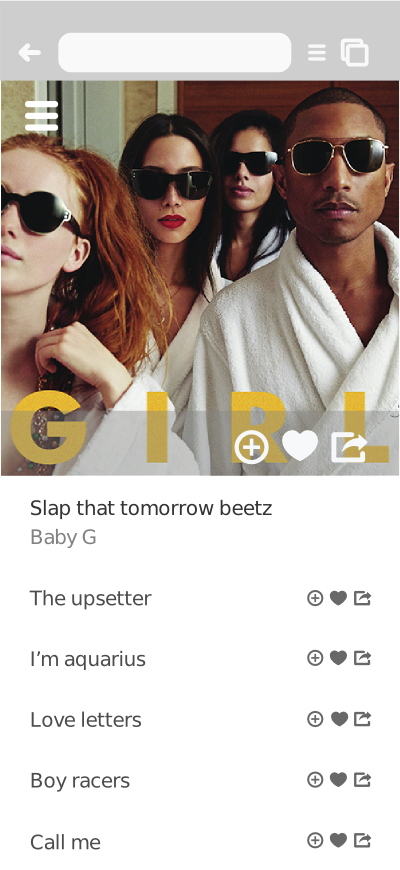 G I R L
Slap that tomorrow beetz
Baby G
The upsetter
I'm aquarius
Love letters
Boy racers
Call me